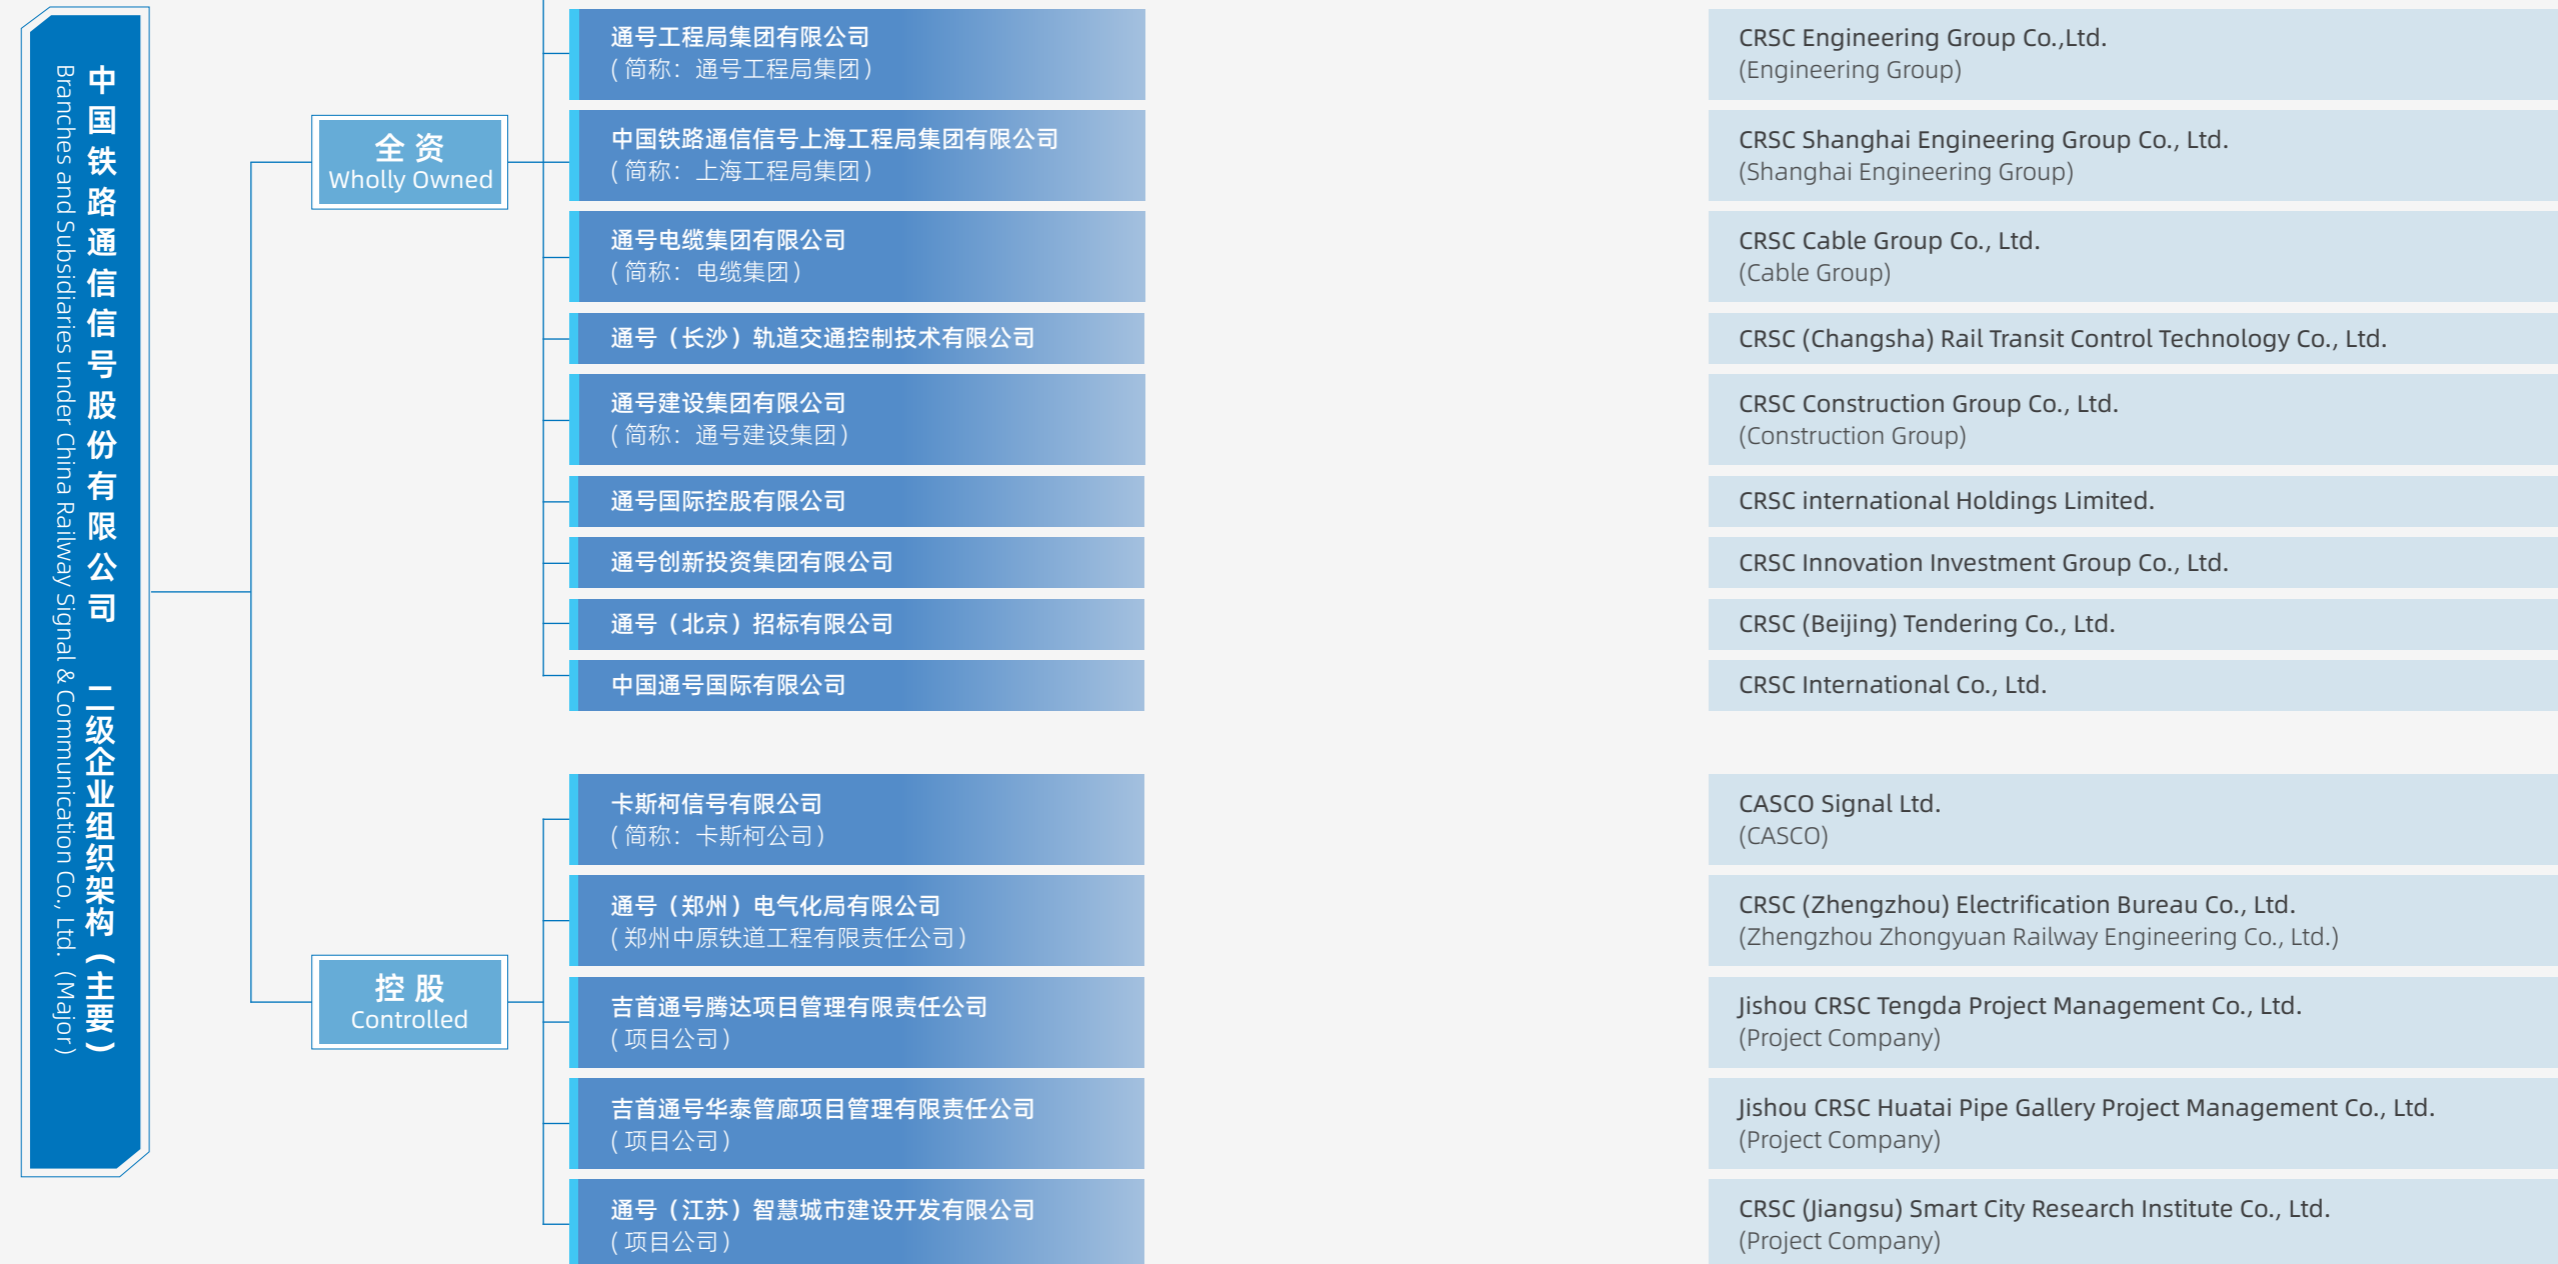 中国铁路通信信号股份有限公司 二级企业组织架构（主要）
Branches and Subsidiaries under China Railway Signal & Communication Co., Ltd. (Major)
全资
Wholly Owned
通号工程局集团有限公司
(简称：通号工程局集团)
CRSC Engineering Group Co.,Ltd.
(Engineering Group)
中国铁路通信信号上海工程局集团有限公司
(简称：上海工程局集团)
CRSC Shanghai Engineering Group Co., Ltd.
(Shanghai Engineering Group)
通号电缆集团有限公司
(简称：电缆集团)
CRSC Cable Group Co., Ltd.
(Cable Group)
通号（长沙）轨道交通控制技术有限公司
CRSC (Changsha) Rail Transit Control Technology Co., Ltd.
通号建设集团有限公司
(简称：通号建设集团)
CRSC Construction Group Co., Ltd.
(Construction Group)
通号国际控股有限公司
CRSC international Holdings Limited.
通号创新投资集团有限公司
CRSC Innovation Investment Group Co., Ltd.
通号（北京）招标有限公司
CRSC (Beijing) Tendering Co., Ltd.
中国通号国际有限公司
CRSC International Co., Ltd.
控股
Controlled
卡斯柯信号有限公司
(简称：卡斯柯公司)
CASCO Signal Ltd.
(CASCO)
通号（郑州）电气化局有限公司
(郑州中原铁道工程有限责任公司)
CRSC (Zhengzhou) Electrification Bureau Co., Ltd.
(Zhengzhou Zhongyuan Railway Engineering Co., Ltd.)
吉首通号腾达项目管理有限责任公司
(项目公司)
Jishou CRSC Tengda Project Management Co., Ltd.
(Project Company)
吉首通号华泰管廊项目管理有限责任公司
(项目公司)
Jishou CRSC Huatai Pipe Gallery Project Management Co., Ltd.
(Project Company)
通号（江苏）智慧城市建设开发有限公司
(项目公司)
CRSC (Jiangsu) Smart City Research Institute Co., Ltd.
(Project Company)